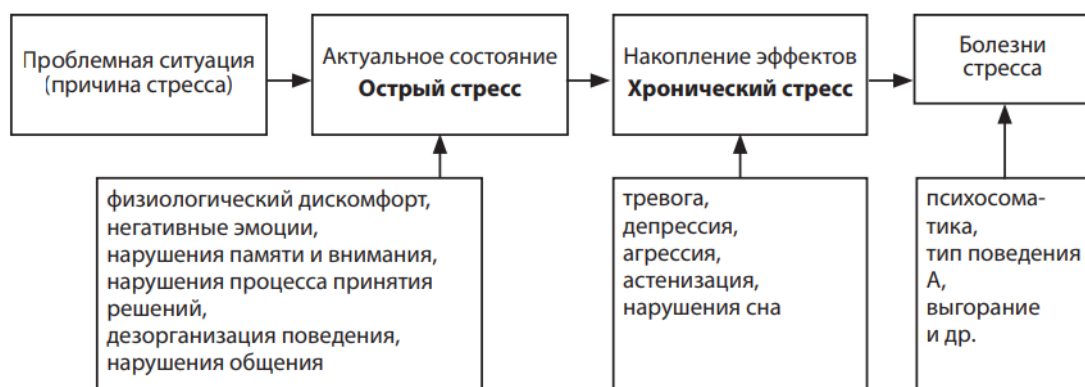 Проблемная ситуация
(причина стресса)
Актуальное состояние
Острый стресс
Накопление эффектов
Хронический стресс
Болезни
стресса
физиологический дискомфорт,
негативные эмоции,
нарушения памяти и внимания,
нарушения процесса принятия
решений,
дезорганизация поведения,
нарушения общения
тревога,
депрессия,
агрессия,
астенизация,
нарушения сна
психосома-
тика,
тип поведения
А,
выгорание
и др.